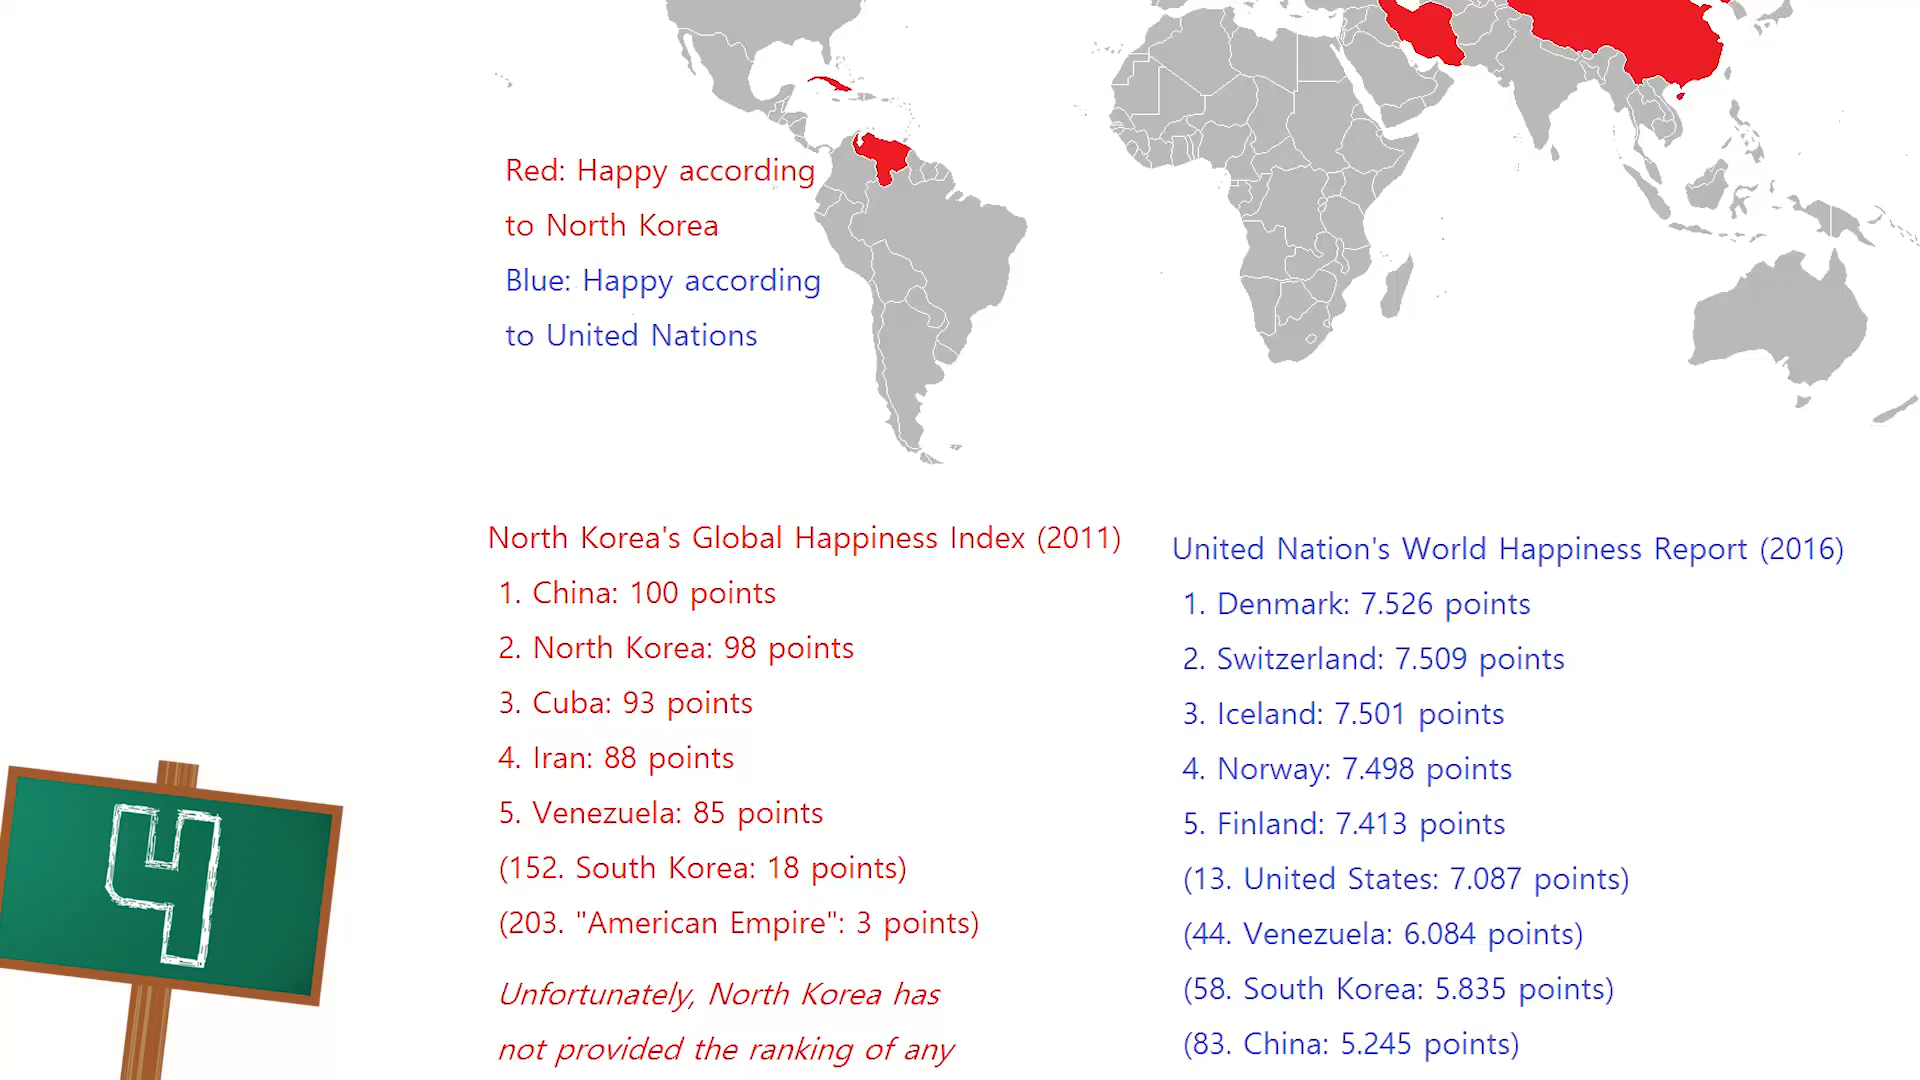 Red: Happy according
to North Korea
Blue: Happy according
to United Nations
North Korea's Global Happiness Index (2011)
1. China: 100 points
2. North Korea: 98 points
3. Cuba: 93 points
4. Iran: 88 points
5. Venezuela: 85 points
(152. South Korea: 18 points)
(203. "American Empire": 3 points)
Unfortunately, North Korea has
not provided the ranking of any
United Nation's World Happiness Report (2016)
1. Denmark: 7.526 points
2. Switzerland: 7.509 points
3. Iceland: 7.501 points
4. Norway: 7.498 points
5. Finland: 7.413 points
(13. United States: 7.087 points)
(44. Venezuela: 6.084 points)
(58. South Korea: 5.835 points)
(83. China: 5.245 points)
4